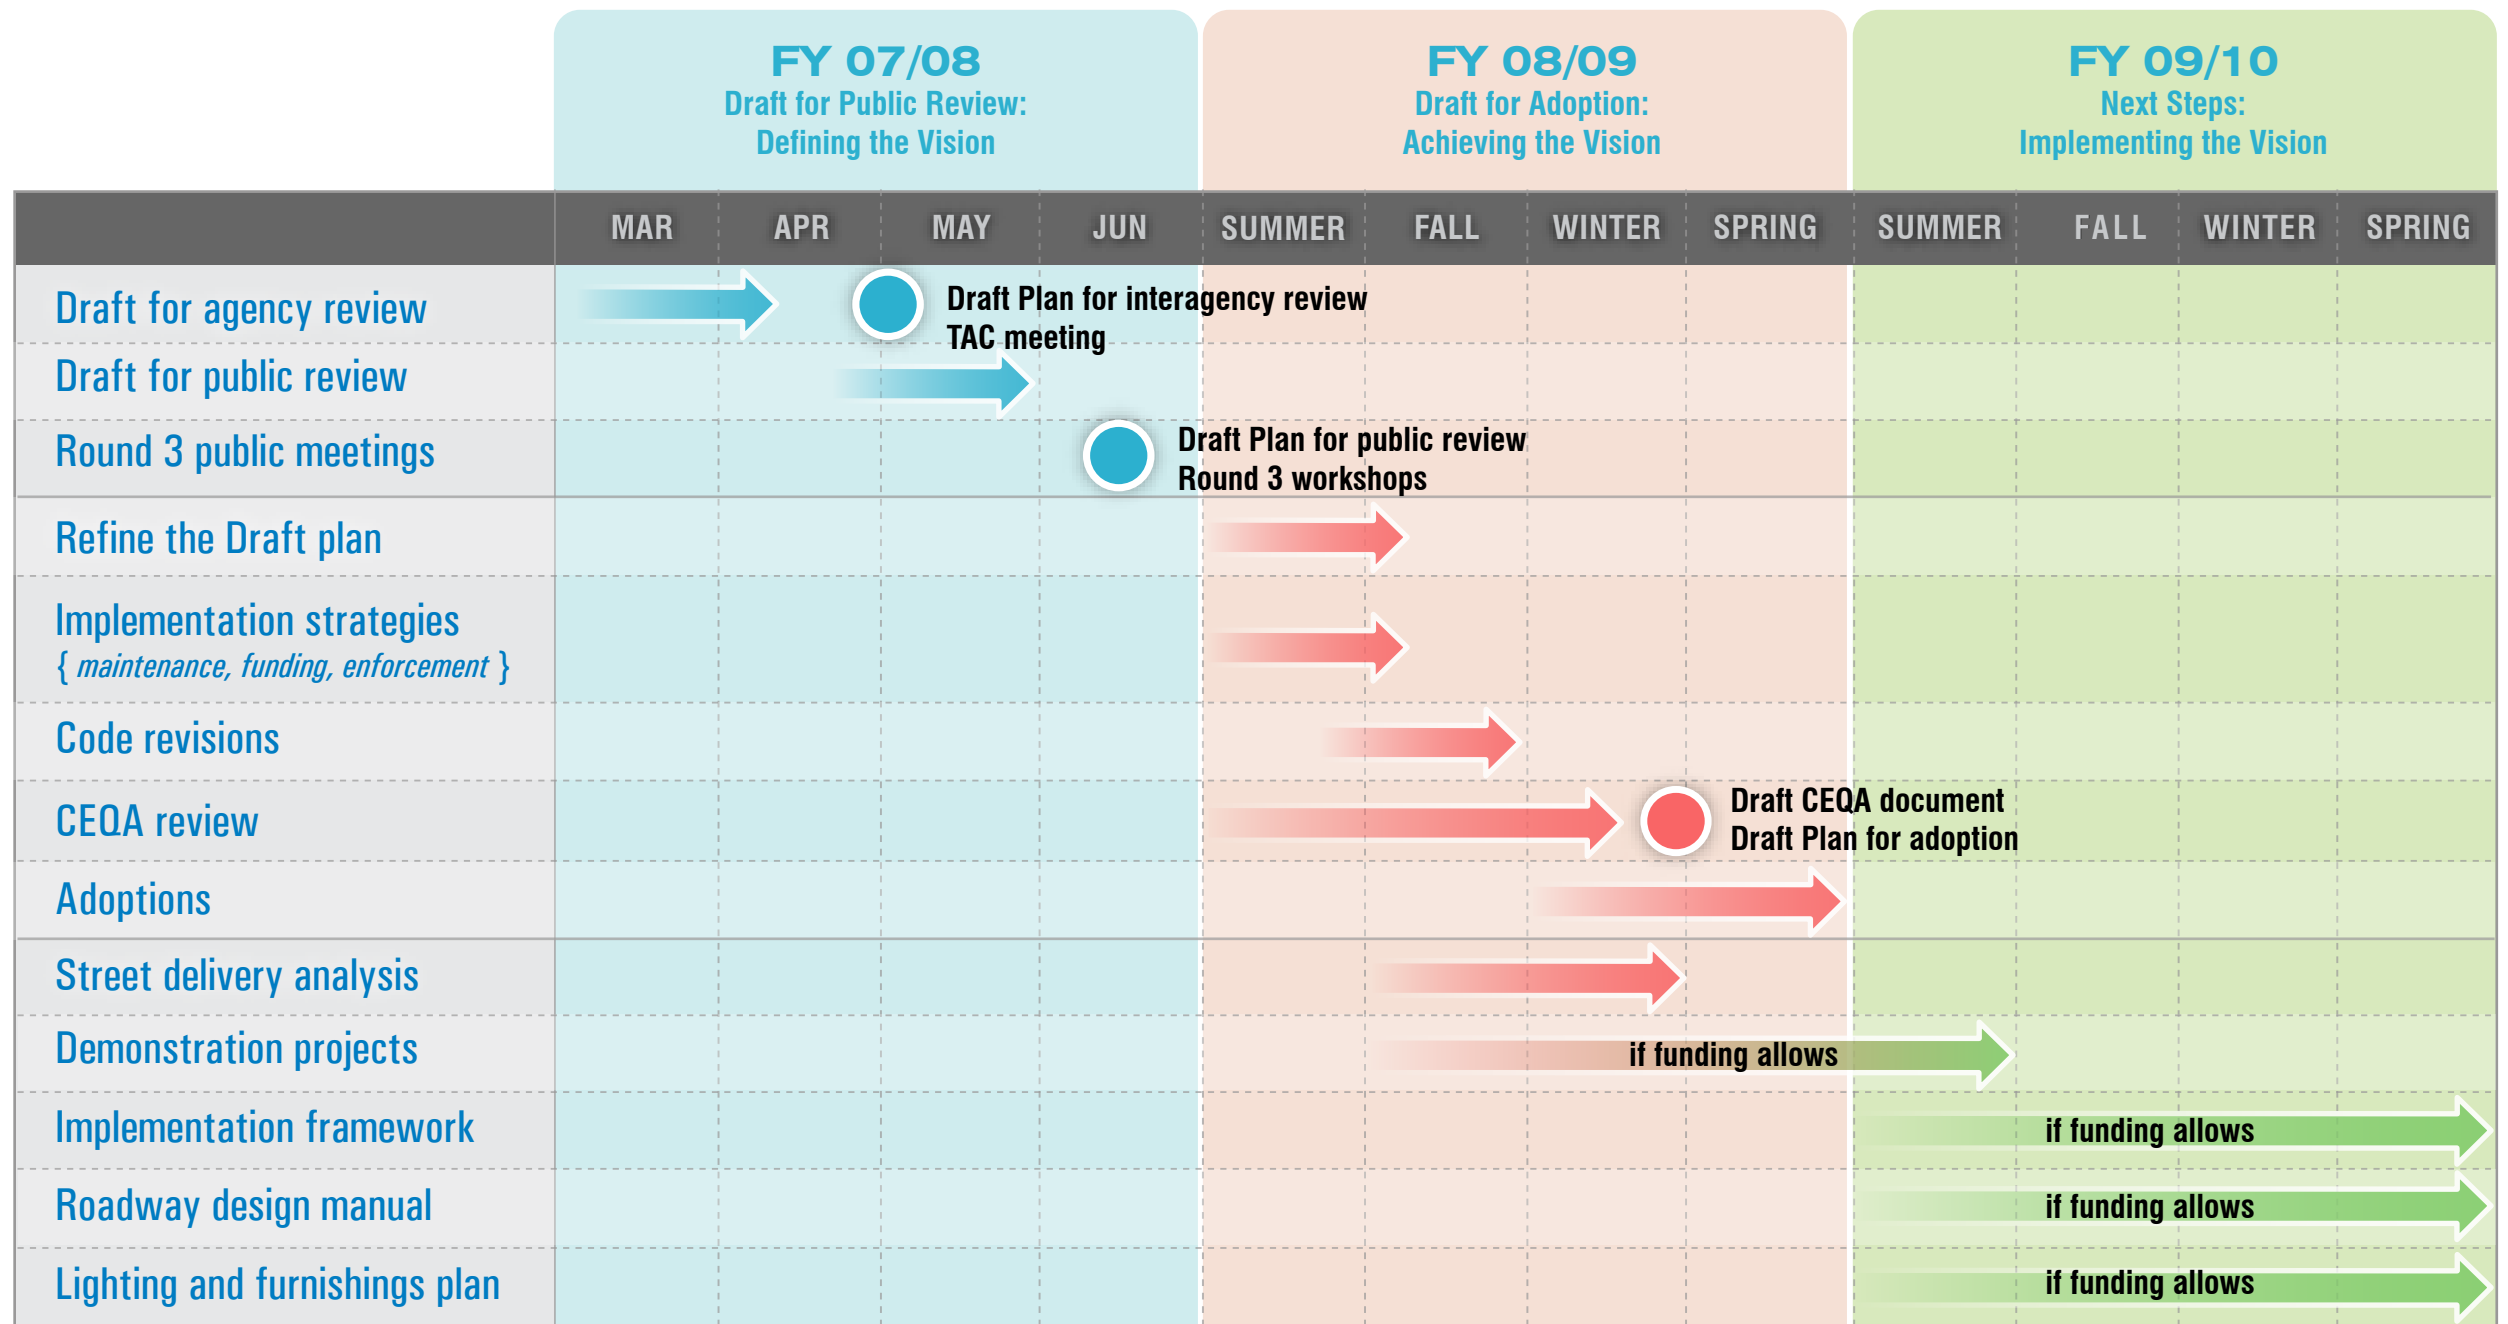 FY 07/08
Draft for Public Review:
Defining the Vision
FY 08/09
Draft for Adoption:
Achieving the Vision
FY 09/10
Next Steps:
Implementing the Vision
MAR APR MAY JUN SUMMER FALL WINTER SPRING SUMMER FALL WINTER SPRING
Draft for agency review
Draft Plan for interagency review
TAC meeting
Draft for public review
Round 3 public meetings
Draft Plan for public review
Round 3 workshops
Refine the Draft plan
Implementation strategies
{ maintenance, funding, enforcement }
Code revisions
CEQA review
Draft CEQA document
Draft Plan for adoption
Adoptions
Street delivery analysis
Demonstration projects
if funding allows
Implementation framework
if funding allows
Roadway design manual
if funding allows
Lighting and furnishings plan
if funding allows